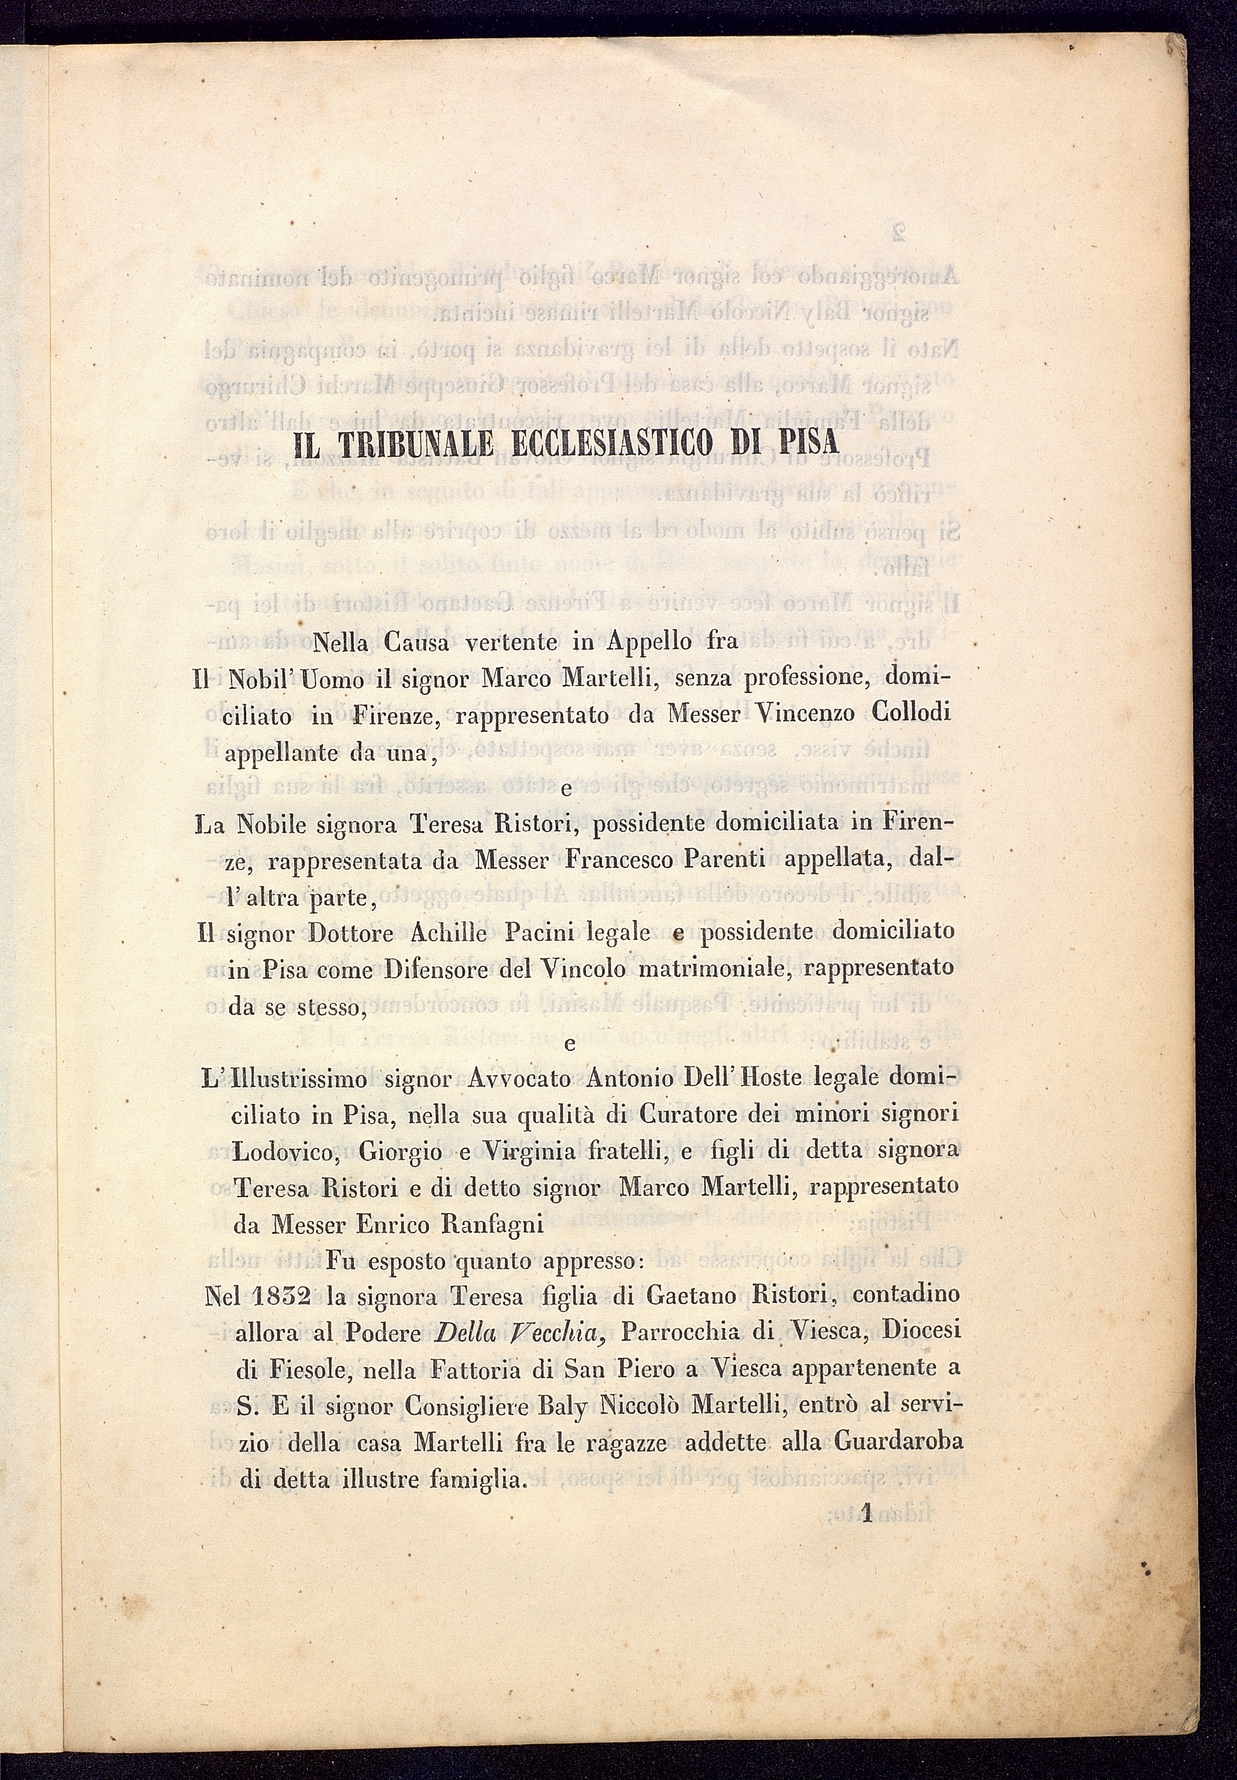 IL TRIBUNALE ECCLESIASTICO DI PISA
Nella Causa vertente in Appello fra
Il Nobil' Uomo il signor Marco Martelli, senza professione, domi-
ciliato in Firenze, rappresentato da Messer Vincenzo Collodi
appellante da una,
e
La Nobile signora Teresa Ristori, possidente domiciliata in Firen-
ze, rappresentata da Messer Francesco Parenti appellata, dal-
l' altra parte,
Il signor Dottore Achille Pacini legale e possidente domiciliato
in Pisa come Difensore del Vincolo matrimoniale, rappresentato
da se stesso,
e
L' Illustrissimo signor Avvocato Antonio Dell' Hoste legale domi-
ciliato in Pisa, nella sua qualità di Curatore dei minori signori
Lodovico, Giorgio e Virginia fratelli, e figli di detta signora
Teresa Ristori e di detto signor Marco Martelli, rappresentato
da Messer Enrico Ranfagni
Fu esposto quanto appresso:
Nel 1832 la signora Teresa figlia di Gaetano Ristori, contadino
allora al Podere Della Vecchia, Parrocchia di Viesca, Diocesi
di Fiesole, nella Fattoria di San Piero a Viesca appartenente a
S. E il signor Consigliere Baly Niccolò Martelli, entrò al servi-
zio della casa Martelli fra le ragazze addette alla Guardaroba
di detta illustre famiglia.
1